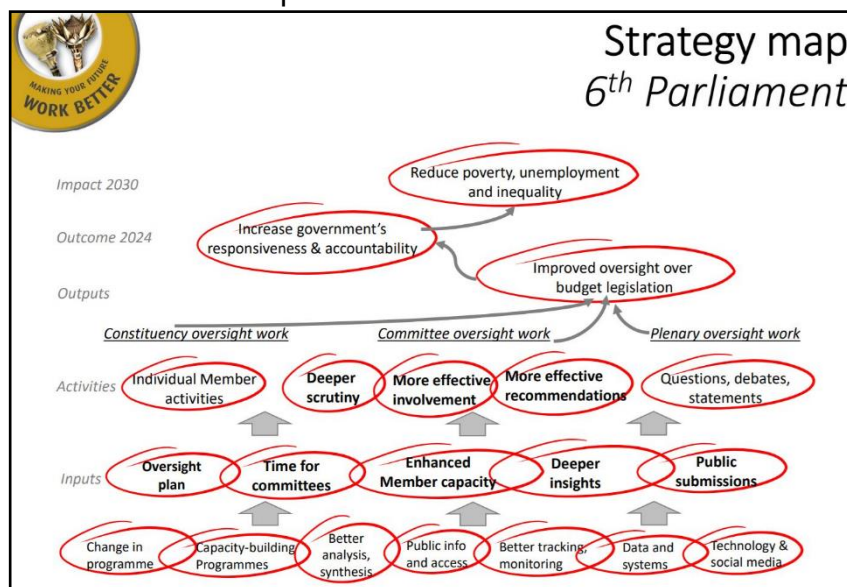 MAKING YOUR FUTURE
WORK BETTER
Strategy map
6th Parliament
Impact 2030
Reduce poverty, unemployment
and inequality
Outcome 2024
Increase government's
responsiveness & accountability
Outputs
Improved oversight over
budget legislation
Constituency oversight work
Committee oversight work
Plenary oversight work
Activities
Individual Member
activities
Deeper
scrutiny
More effective
involvement
More effective
recommendations
Questions, debates,
statements
Inputs
Oversight
plan
Time for
committees
Enhanced
Member capacity
Deeper
insights
Public
submissions
Change in
programme
Capacity-building
Programmes
Better
analysis,
synthesis
Public info
and access
Better tracking,
monitoring
Data and
systems
Technology &
social media